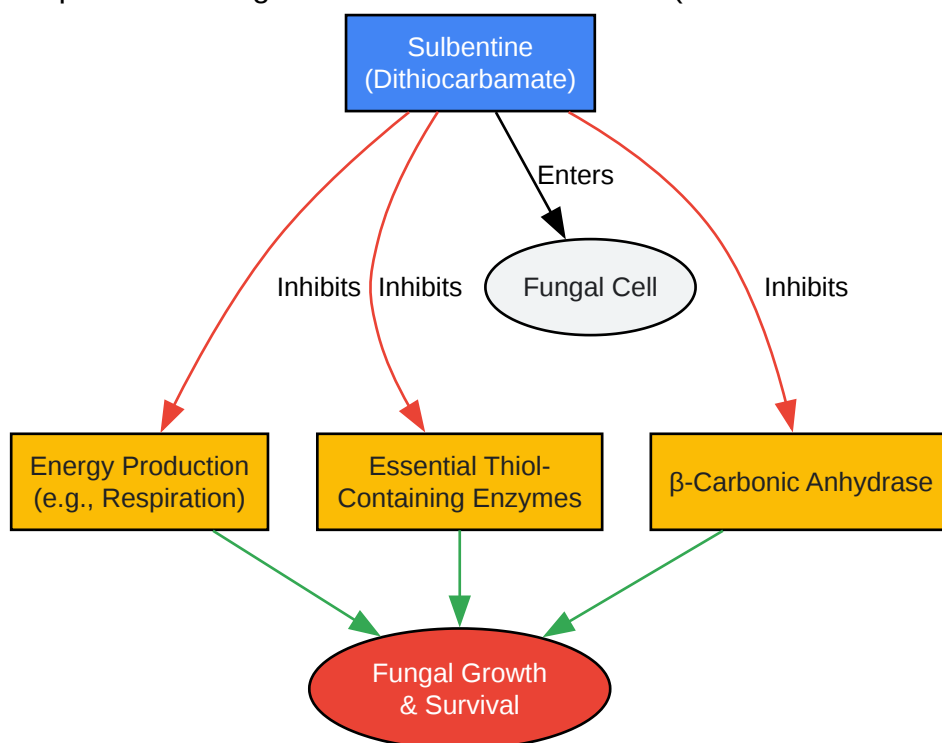 Sulbentine
(Dithiocarbamate)
Enters
Fungal Cell
Inhibits
Inhibits
Inhibits
Energy Production
(e.g., Respiration)
Essential Thiol-
Containing Enzymes
β-Carbonic Anhydrase
Fungal Growth
& Survival